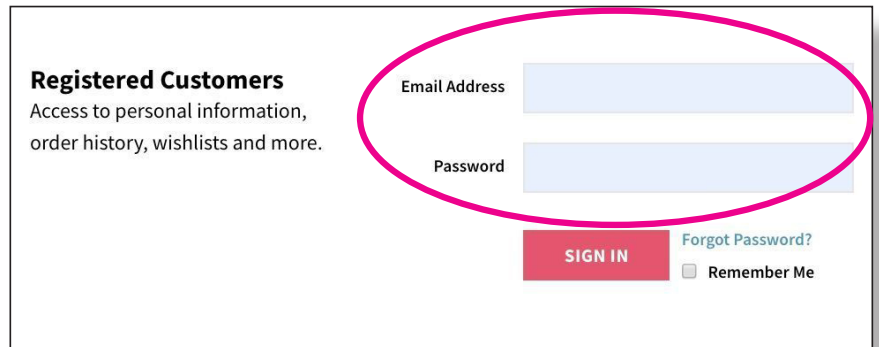 Registered Customers
Access to personal information,
order history, wishlists and more.
Email Address
Password
SIGN IN
Forgot Password?
Remember Me